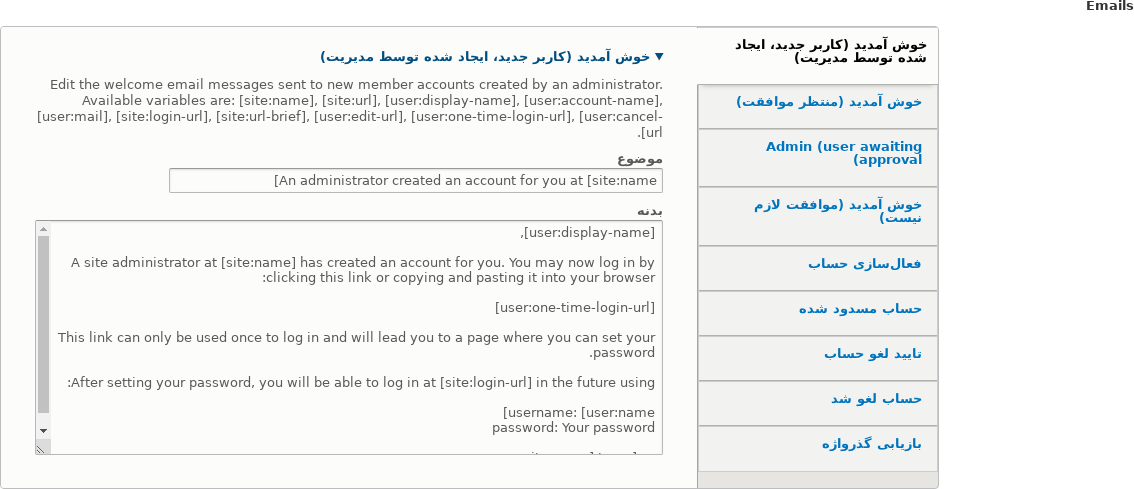 Emails
خوش آمدید (کاربر جدید، ایجاد
شده توسط مدیریت)
خوش آمدید (منتظر موافقت)
Admin (user awaiting
approval)
خوش آمدید (موافقت لازم
نیست)
فعال‌سازی حساب
حساب مسدود شده
تایید لغو حساب
حساب لغو شد
بازیابی گذرواژه
خوش آمدید (کاربر جدید، ایجاد شده توسط مدیریت)
Edit the welcome email messages sent to new member accounts created by an administrator.
Available variables are: [site:name], [site:url], [user:display-name], [user:account-name],
[user:mail], [site:login-url], [site:url-brief], [user:edit-url], [user:one-time-login-url], [user:cancel-
url].
موضوع
An administrator created an account for you at [site:name]
بدنه
[user:display-name],
A site administrator at [site:name] has created an account for you. You may now log in by
clicking this link or copying and pasting it into your browser:
[user:one-time-login-url]
This link can only be used once to log in and will lead you to a page where you can set your
password.
After setting your password, you will be able to log in at [site:login-url] in the future using:
username: [user:name]
password: Your password